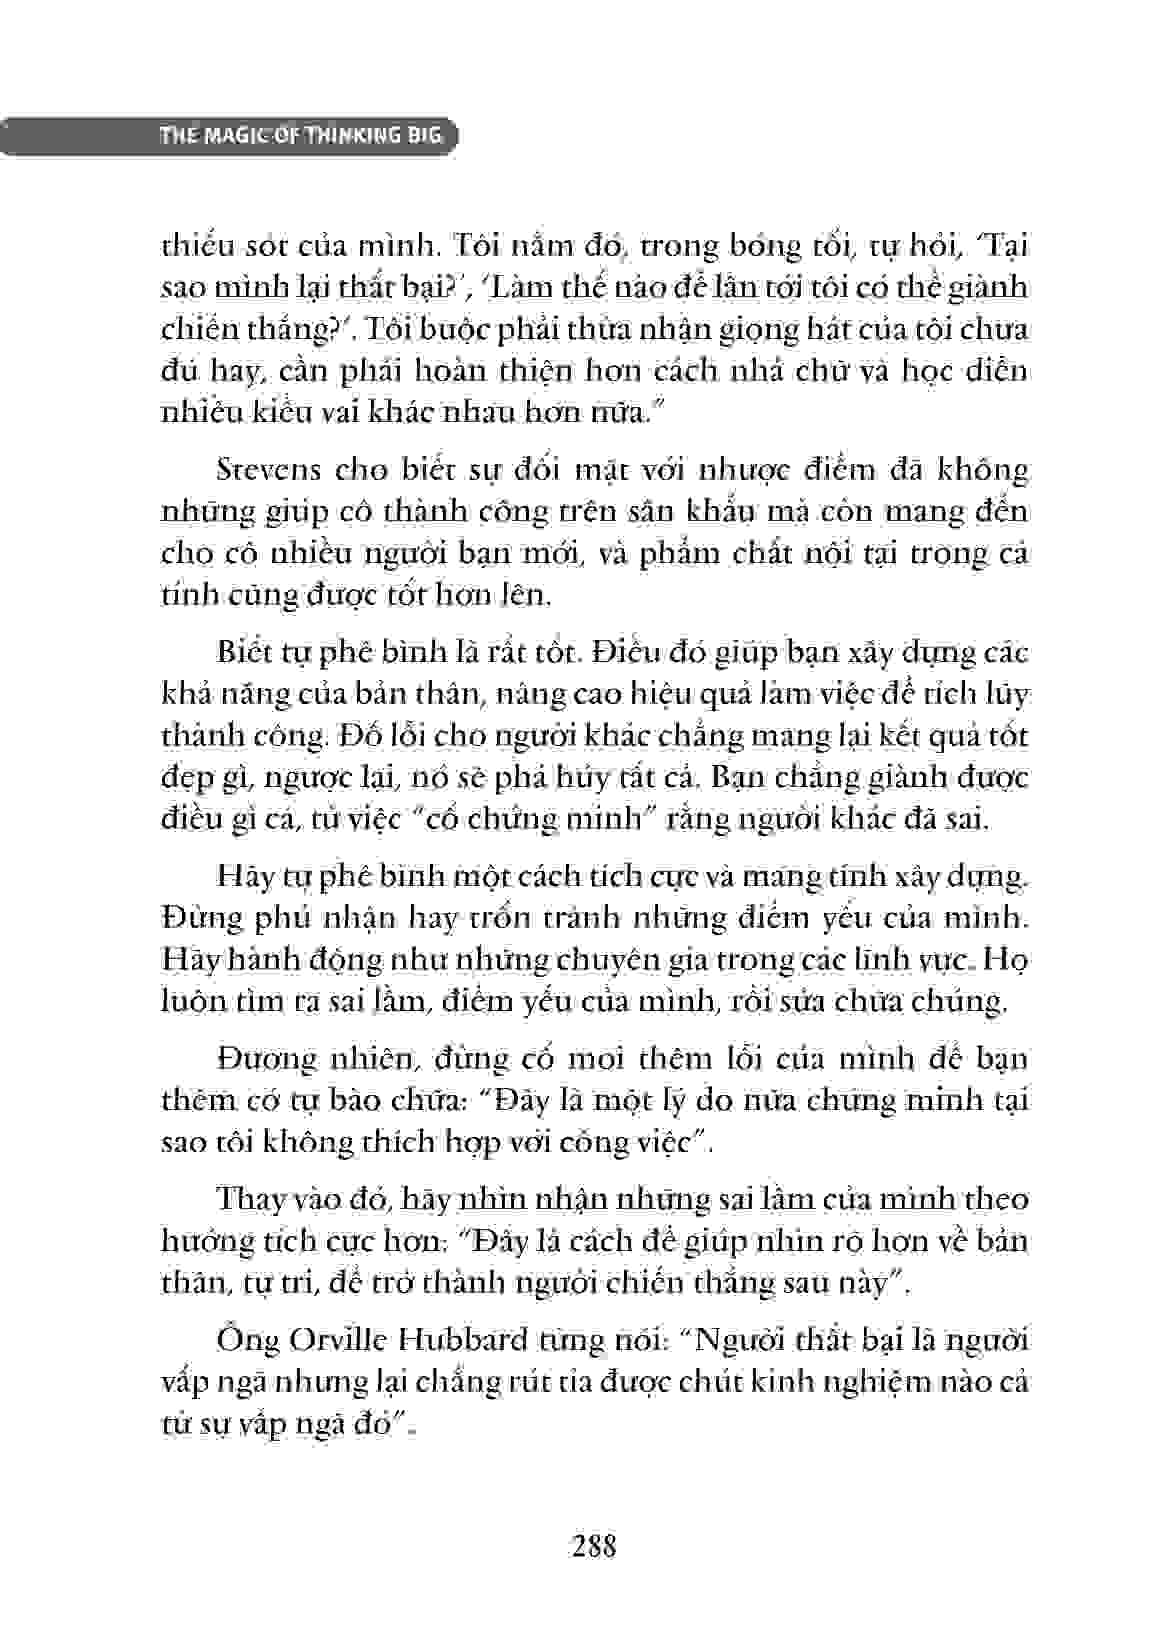 THE MAGIC OF THINKING BIG
thiếu sót của mình. Tôi nằm đó, trong bóng tối, tự hỏi, ‘Tại
sao mình lại thất bại?’, ‘Làm thế nào để lần tới tôi có thể giành
chiến thắng?’. Tôi buộc phải thừa nhận giọng hát của tôi chưa
đủ hay, cần phải hoàn thiện hơn cách nhả chữ và học diễn
nhiều kiểu vai khác nhau hơn nữa.”
Stevens cho biết sự đối mặt với nhược điểm đã không
những giúp cô thành công trên sân khấu mà còn mang đến
cho cô nhiều người bạn mới, và phẩm chất nội tại trong cá
tính cũng được tốt hơn lên.
Biết tự phê bình là rất tốt. Điều đó giúp bạn xây dựng các
khả năng của bản thân, nâng cao hiệu quả làm việc để tích lũy
thành công. Đổ lỗi cho người khác chẳng mang lại kết quả tốt
đẹp gì, ngược lại, nó sẽ phá hủy tất cả. Bạn chẳng giành được
điều gì cả, từ việc “cố chứng minh” rằng người khác đã sai.
Hãy tự phê bình một cách tích cực và mang tính xây dựng.
Đừng phủ nhận hay trốn tránh những điểm yếu của mình.
Hãy hành động như những chuyên gia trong các lĩnh vực. Họ
luôn tìm ra sai lầm, điểm yếu của mình, rồi sửa chữa chúng.
Đương nhiên, đừng cố moi thêm lỗi của mình để bạn
thêm cớ tự bào chữa: “Đây là một lý do nữa chứng minh tại
sao tôi không thích hợp với công việc”.
Thay vào đó, hãy nhìn nhận những sai lầm của mình theo
hướng tích cực hơn: “Đây là cách để giúp nhìn rõ hơn về bản
thân, tự tri, để trở thành người chiến thắng sau này”.
Ông Orville Hubbard từng nói: “Người thất bại là người
vấp ngã nhưng lại chẳng rút tỉa được chút kinh nghiệm nào cả
từ sự vấp ngã đó”.
288